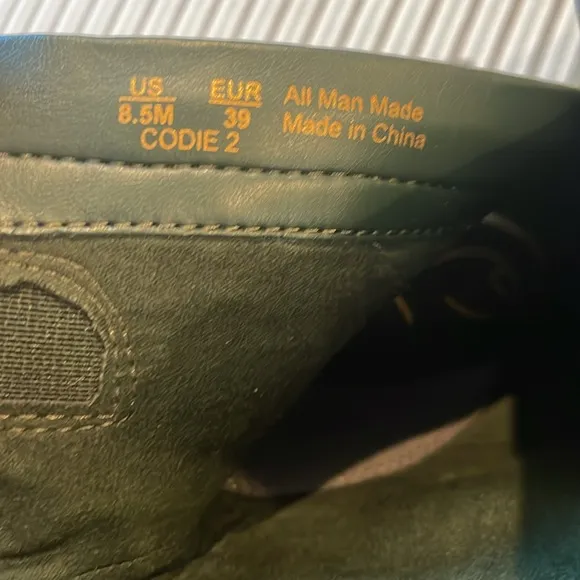 US EUR All Man Made
8.5M 39 Made in China
CODIE 2